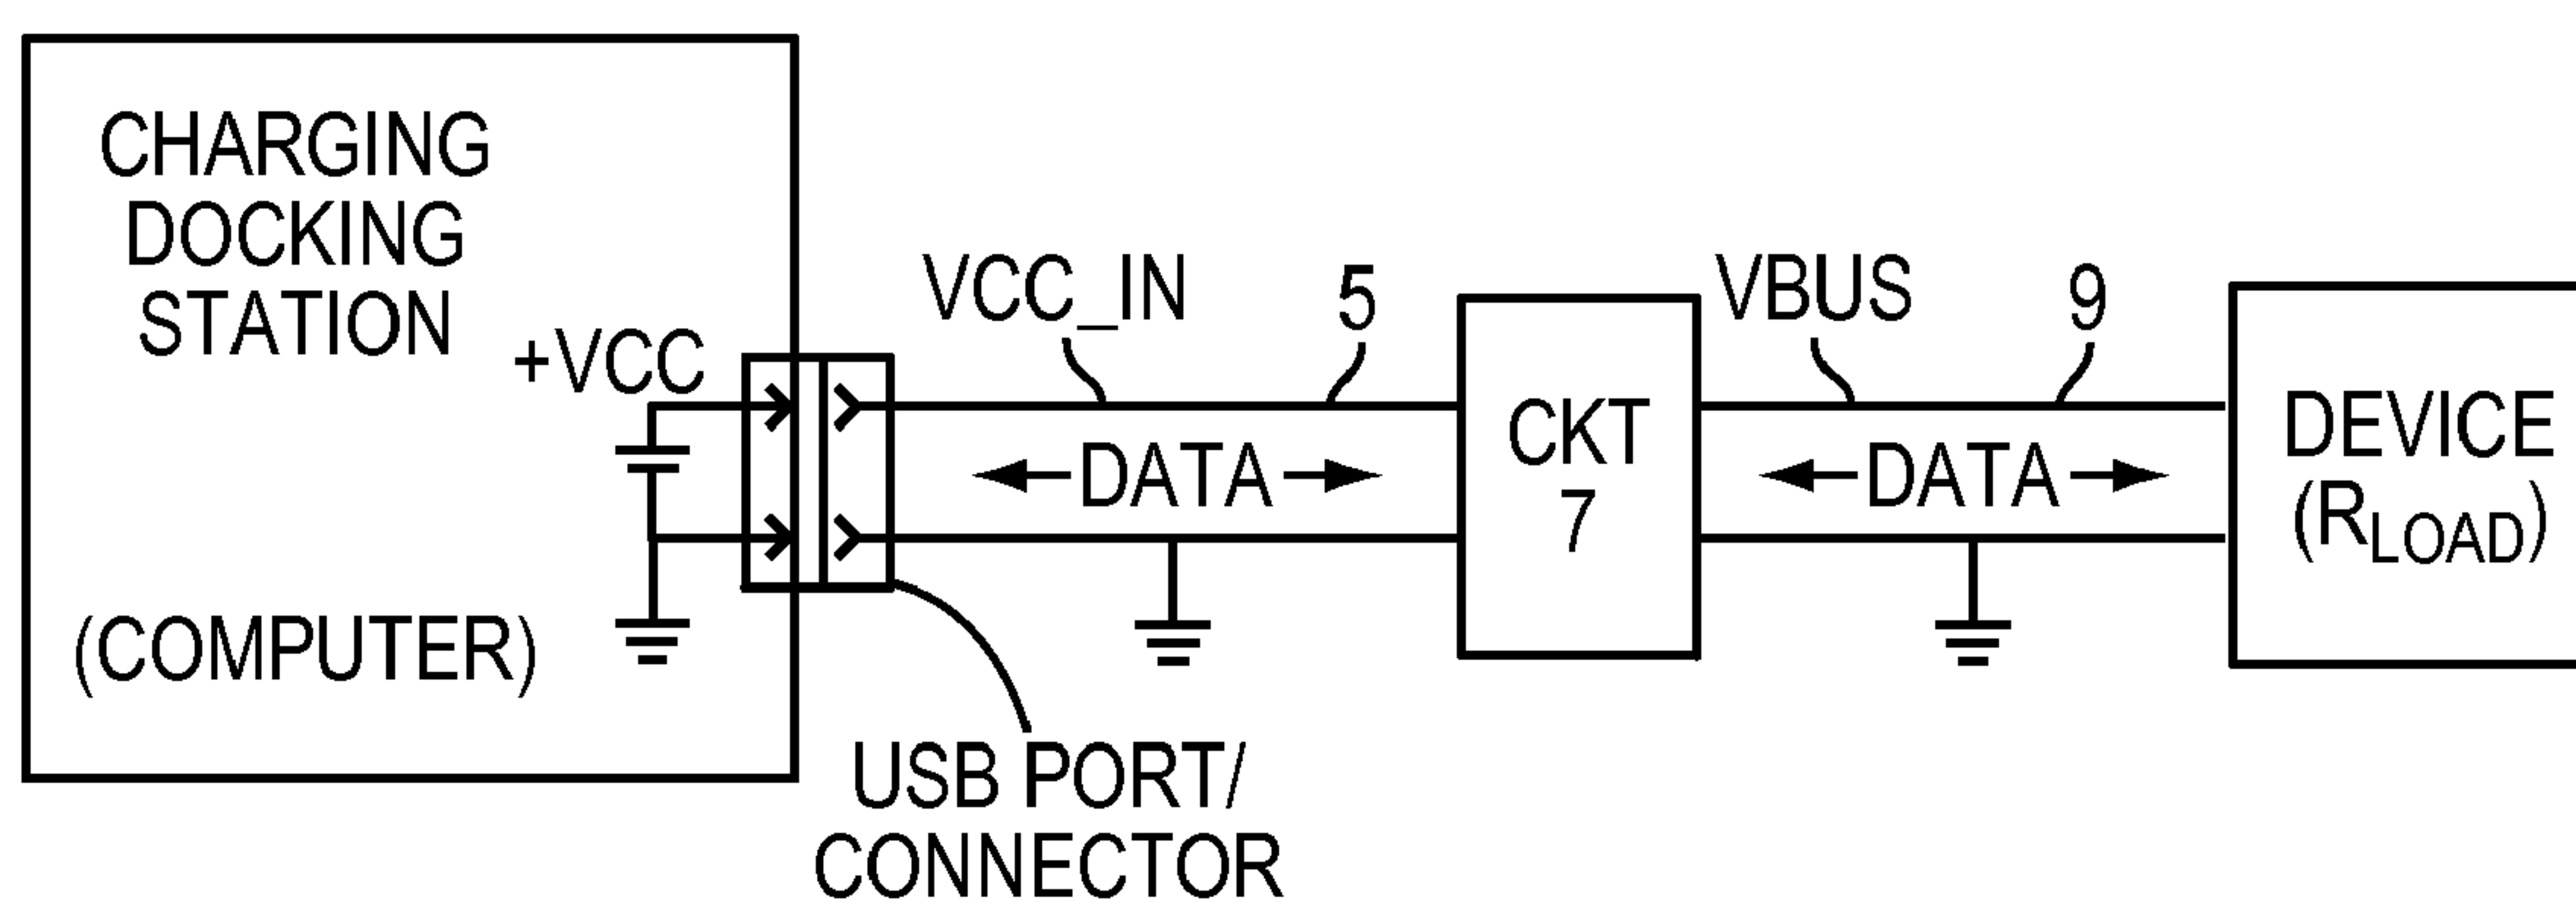 CHARGING
DOCKING
STATION
+VCC
(COMPUTER)
USB PORT/
CONNECTOR
VCC_IN
5
←DATA→
CKT
7
VBUS
9
←DATA→
DEVICE
(RLOAD)